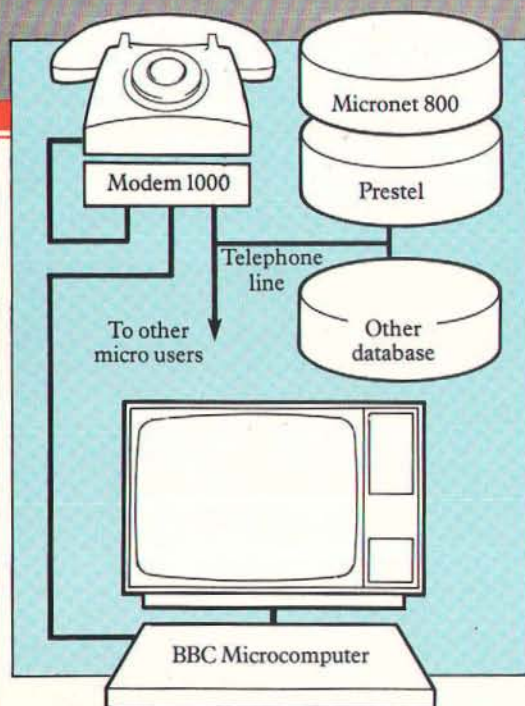 Micronet 800
Modem 1000
Prestel
Telephone
line
To other
micro users
Other
database
BBC Microcomputer